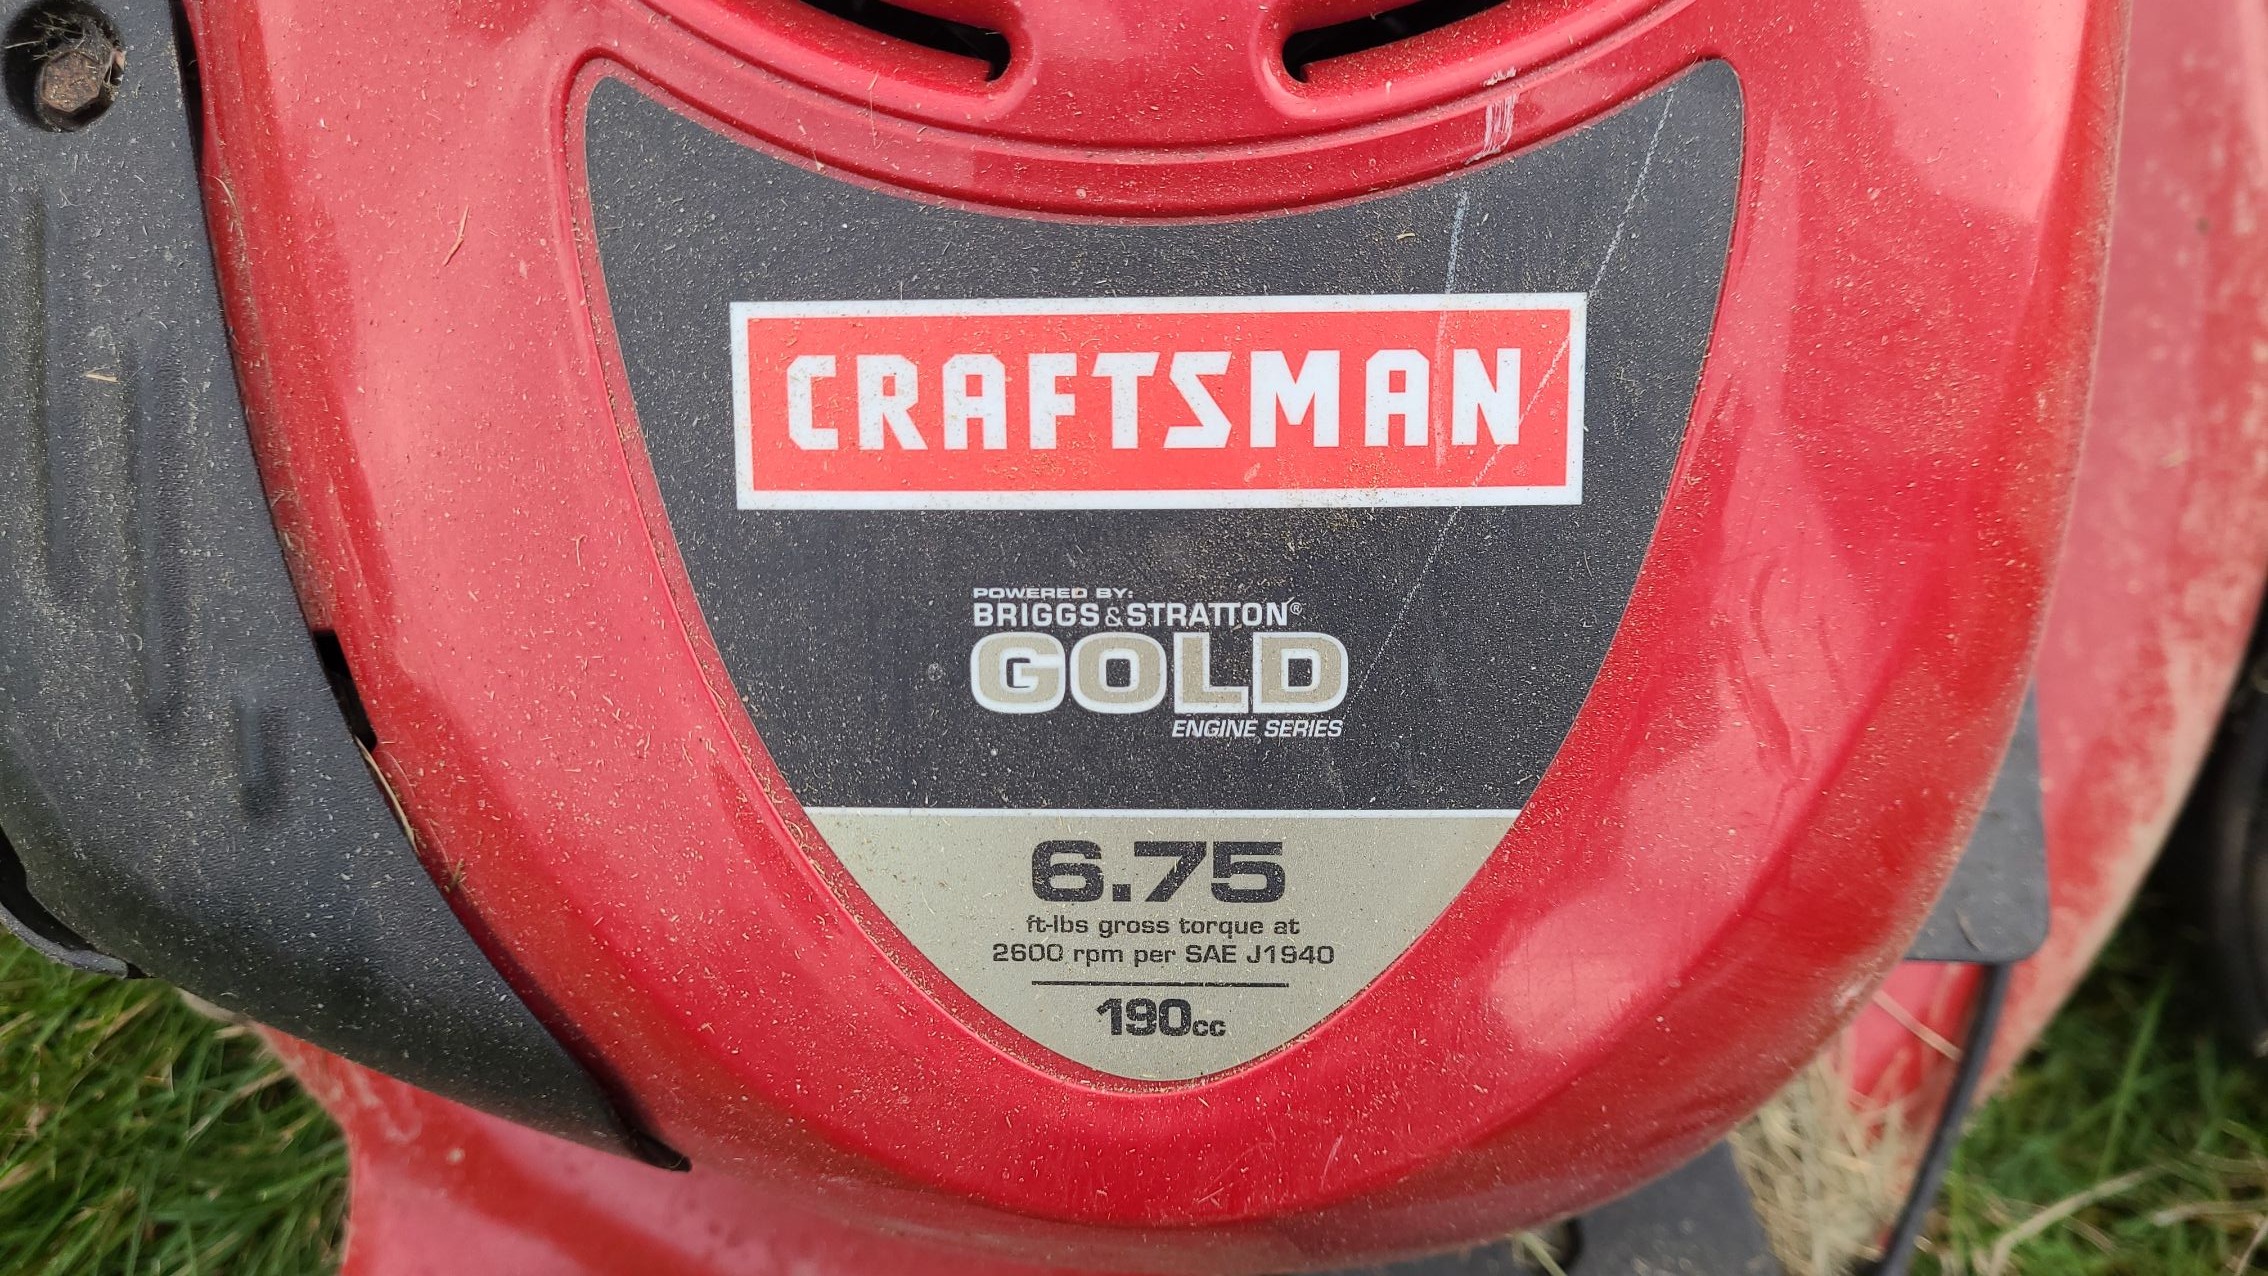 CRAFTSMAN
POWERED BY:
BRIGGS & STRATTON®
GOLD
ENGINE SERIES
6.75
ft-lbs gross torque at
2600 rpm per SAE J1940
190cc